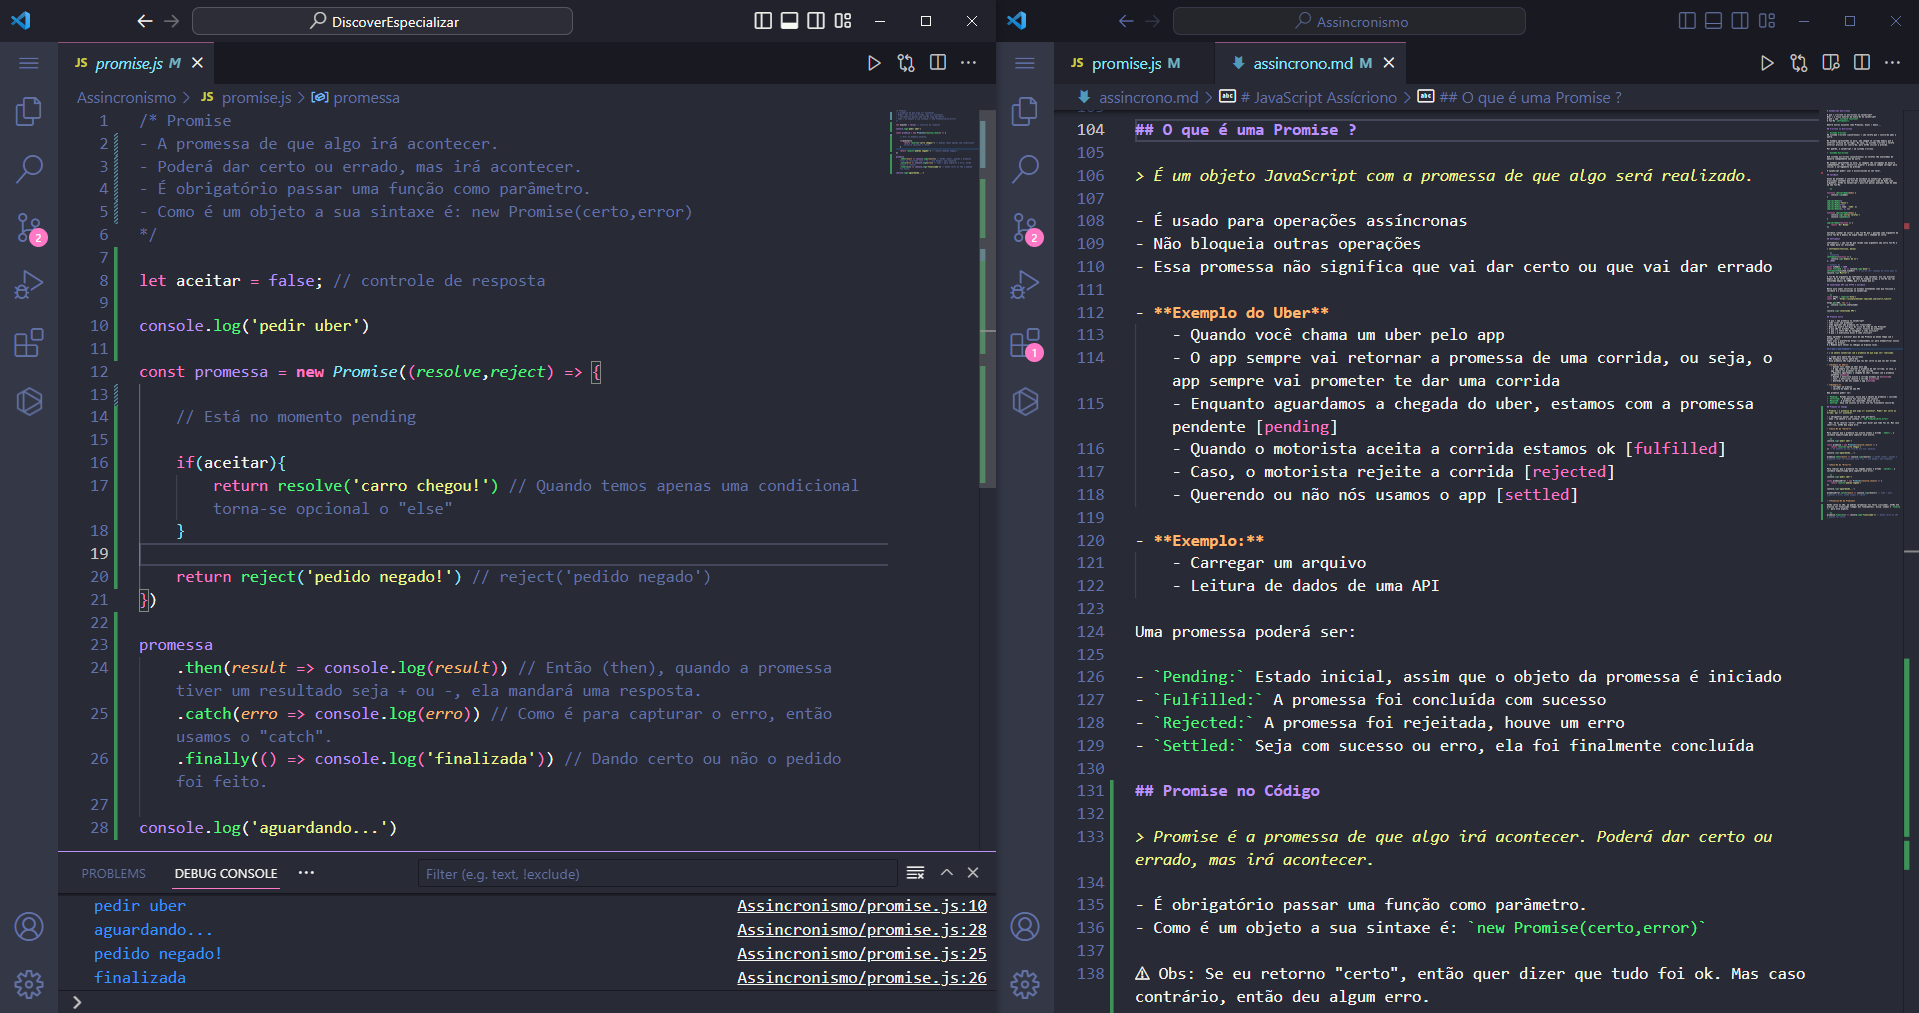 DiscoverEspecializar
JS promise.js M
Assincronismo > JS promise.js > promessa
1 /* Promise
2 - A promessa de que algo irá acontecer.
3 - Poderá dar certo ou errado, mas irá acontecer.
4 - É obrigatório passar uma função como parâmetro.
5 - Como é um objeto a sua sintaxe é: new Promise(certo,error)
6 */
7
8 let aceitar = false; // controle de resposta
9
10 console.log('pedir uber')
11
12 const promessa = new Promise((resolve,reject) => {
13
14 // Está no momento pending
15
16 if(aceitar){
17 return resolve('carro chegou!') // Quando temos apenas uma condicional
torna-se opcional o "else"
18 }
19
20 return reject('pedido negado!') // reject('pedido negado')
21 })
22
23 promessa
24 .then(result => console.log(result)) // Então (then), quando a promessa
tiver um resultado seja + ou -, ela mandará uma resposta.
25 .catch(erro => console.log(erro)) // Como é para capturar o erro, então
usamos o "catch".
26 .finally(() => console.log('finalizada')) // Dando certo ou não o pedido
foi feito.
27
28 console.log('aguardando...')
2
PROBLEMS DEBUG CONSOLE ··· Filter (e.g. text, !exclude)
pedir uber Assincronismo/promise.js:10
aguardando... Assincronismo/promise.js:28
pedido negado! Assincronismo/promise.js:25
finalizada Assincronismo/promise.js:26
>
Assincronismo
JS promise.js M assincrono.md M
assincrono.md > # JavaScript Assícriono > ## O que é uma Promise ?
104 ## O que é uma Promise ?
105
106 > É um objeto JavaScript com a promessa de que algo será realizado.
107
108 - É usado para operações assíncronas
109 - Não bloqueia outras operações
110 - Essa promessa não significa que vai dar certo ou que vai dar errado
111
112 - **Exemplo do Uber**
113 - Quando você chama um uber pelo app
114 - O app sempre vai retornar a promessa de uma corrida, ou seja, o
app sempre vai prometer te dar uma corrida
115 - Enquanto aguardamos a chegada do uber, estamos com a promessa
pendente [pending]
116 - Quando o motorista aceita a corrida estamos ok [fulfilled]
117 - Caso, o motorista rejeite a corrida [rejected]
118 - Querendo ou não nós usamos o app [settled]
119
120 - **Exemplo:**
121 - Carregar um arquivo
122 - Leitura de dados de uma API
123
124 Uma promessa poderá ser:
125
126 - `Pending:` Estado inicial, assim que o objeto da promessa é iniciado
127 - `Fulfilled:` A promessa foi concluída com sucesso
128 - `Rejected:` A promessa foi rejeitada, houve um erro
129 - `Settled:` Seja com sucesso ou erro, ela foi finalmente concluída
130
131 ## Promise no Código
132
133 > Promise é a promessa de que algo irá acontecer. Poderá dar certo ou
errado, mas irá acontecer.
134
135 - É obrigatório passar uma função como parâmetro.
136 - Como é um objeto a sua sintaxe é: `new Promise(certo,error)`
137
138 ⚠ Obs: Se eu retorno "certo", então quer dizer que tudo foi ok. Mas caso
contrário, então deu algum erro.
2
1